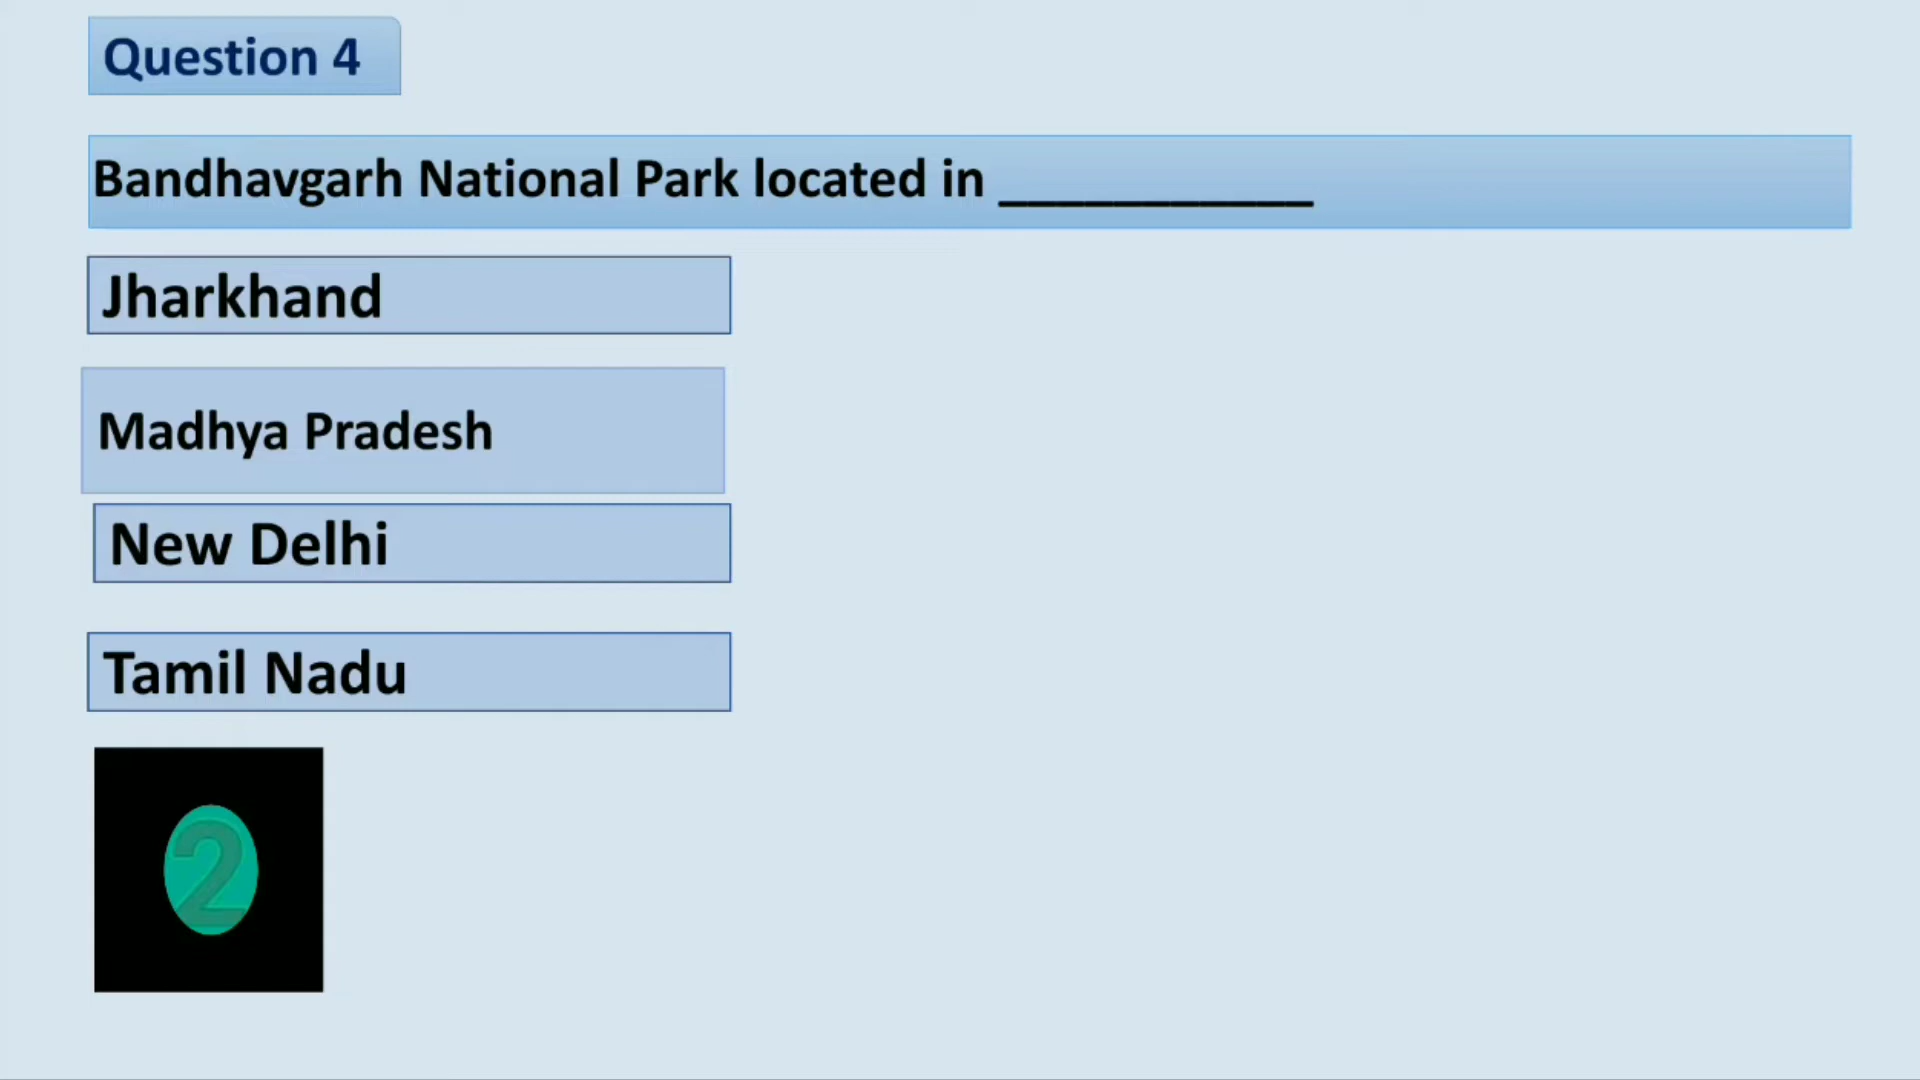 Question 4
Bandhavgarh National Park located in ___________
Jharkhand
Madhya Pradesh
New Delhi
Tamil Nadu
2